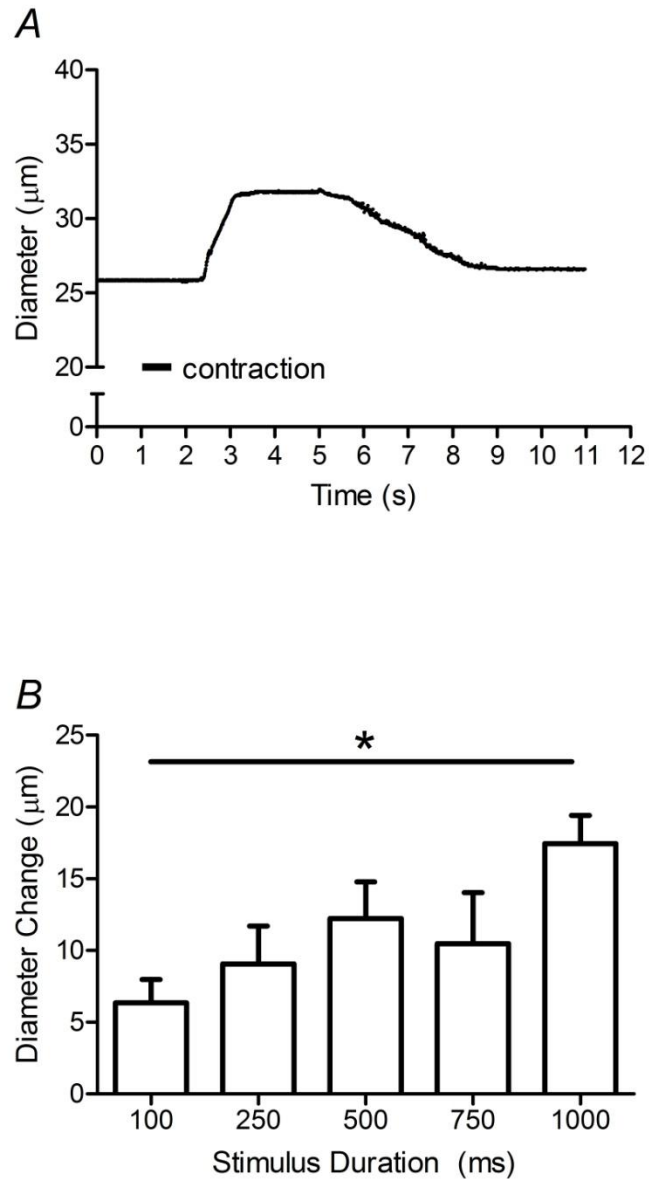 A
40
35
30
25
20
0
Diameter (μm)
contraction
0 1 2 3 4 5 6 7 8 9 10 11 12
Time (s)
B
25
20
15
10
5
0
Diameter Change (μm)
*
100 250 500 750 1000
Stimulus Duration (ms)